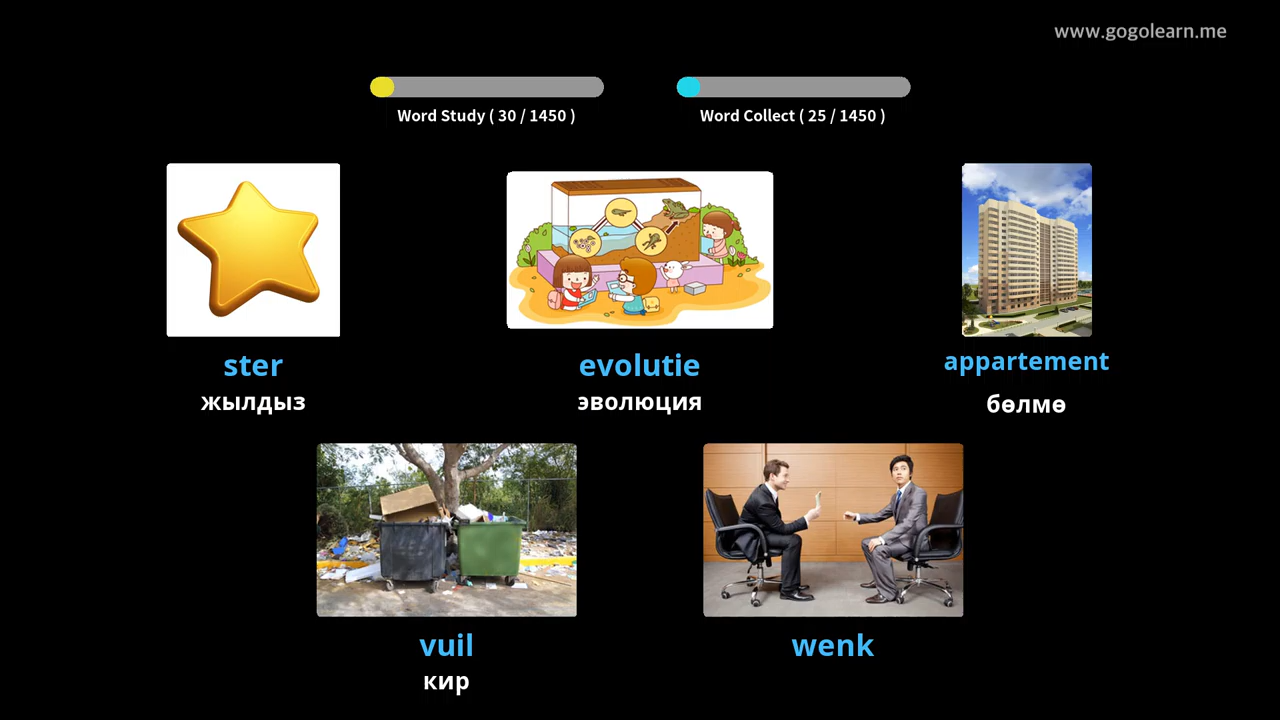 www.gogolearn.me
Word Study ( 30 / 1450 )
Word Collect ( 25 / 1450 )
ster
жылдыз
evolutie
эволюция
appartement
бөлмө
vuil
кир
wenk